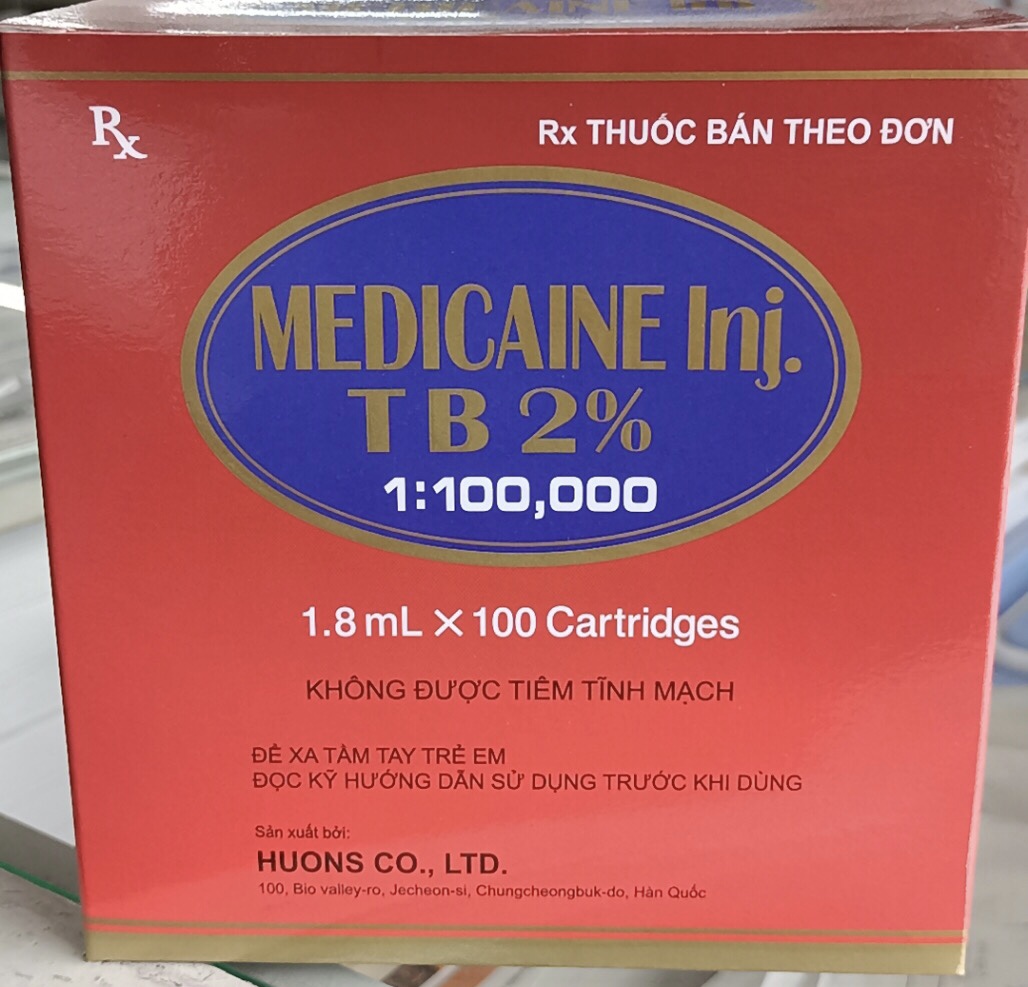 Rx
Rx THUỐC BÁN THEO ĐƠN
MEDICAINE Inj.
TB 2%
1:100,000
1.8 mL × 100 Cartridges
KHÔNG ĐƯỢC TIÊM TĨNH MẠCH
ĐỂ XA TẦM TAY TRẺ EM
ĐỌC KỸ HƯỚNG DẪN SỬ DỤNG TRƯỚC KHI DÙNG
Sản xuất bởi:
HUONS CO., LTD.
100, Bio valley-ro, Jecheon-si, Chungcheongbuk-do, Hàn Quốc